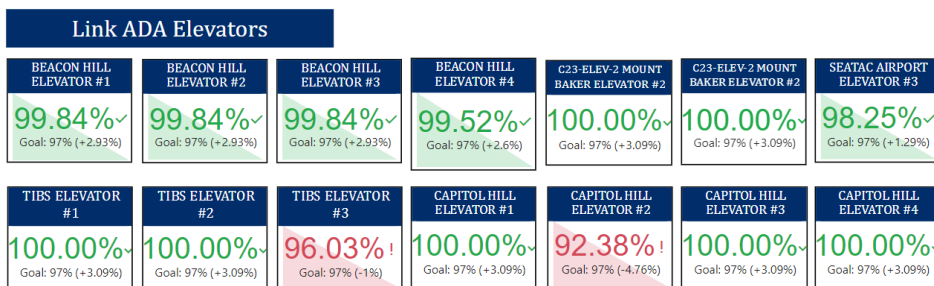 Link ADA Elevators
BEACON HILL
ELEVATOR #1
99.84%
Goal: 97% (+2.93%)
BEACON HILL
ELEVATOR #2
99.84%
Goal: 97% (+2.93%)
BEACON HILL
ELEVATOR #3
99.84%
Goal: 97% (+2.93%)
BEACON HILL
ELEVATOR #4
99.52%
Goal: 97% (+2.6%)
C23-ELEV-2 MOUNT
BAKER ELEVATOR #2
100.00%
Goal: 97% (+3.09%)
C23-ELEV-2 MOUNT
BAKER ELEVATOR #2
100.00%
Goal: 97% (+3.09%)
SEATAC AIRPORT
ELEVATOR #3
98.25%
Goal: 97% (+1.29%)
TIBS ELEVATOR
#1
100.00%
Goal: 97% (+3.09%)
TIBS ELEVATOR
#2
100.00%
Goal: 97% (+3.09%)
TIBS ELEVATOR
#3
96.03%!
Goal: 97% (-1%)
CAPITOL HILL
ELEVATOR #1
100.00%
Goal: 97% (+3.09%)
CAPITOL HILL
ELEVATOR #2
92.38%!
Goal: 97% (-4.76%)
CAPITOL HILL
ELEVATOR #3
100.00%
Goal: 97% (+3.09%)
CAPITOL HILL
ELEVATOR #4
100.00%
Goal: 97% (+3.09%)